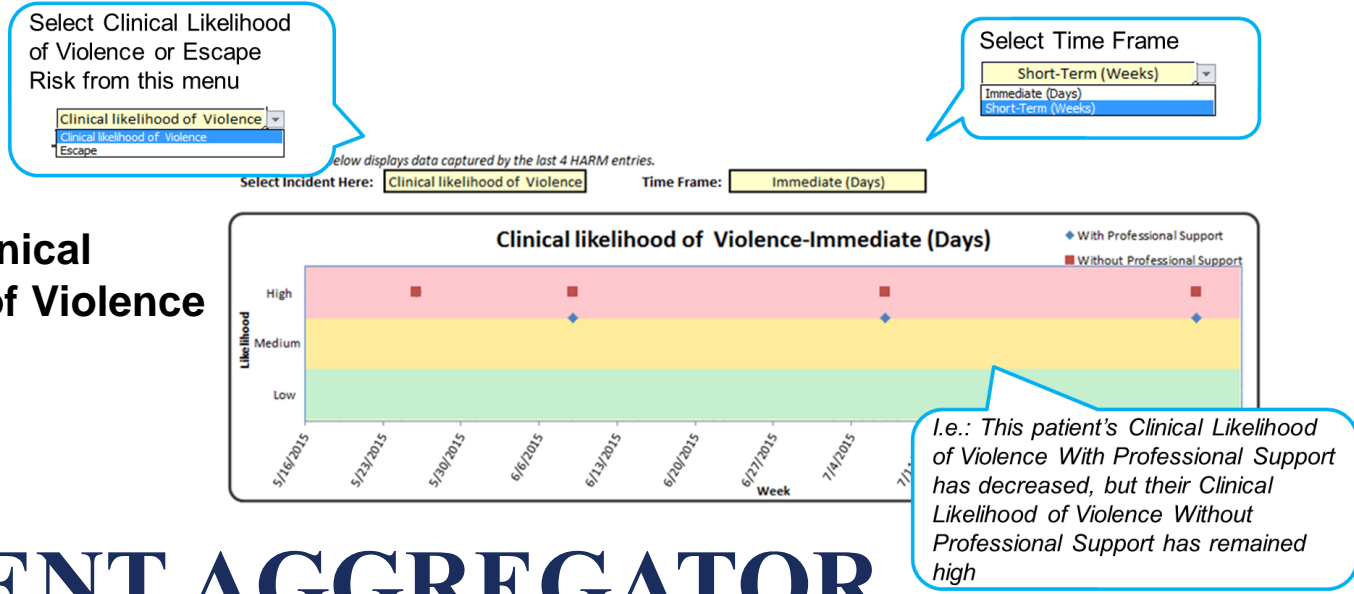 Select Clinical Likelihood
of Violence or Escape
Risk from this menu
Clinical likelihood of Violence
Clinical likelihood of Violence
Escape
Select Time Frame
Short-Term (Weeks)
Immediate (Days)
Short-Term (Weeks)
elow displays data captured by the last 4 HARM entries.
Select Incident Here: Clinical likelihood of Violence Time Frame: Immediate (Days)
nical
of Violence
Clinical likelihood of Violence-Immediate (Days)
With Professional Support
Without Professional Support
Likelihood
High
Medium
Low
5/16/2015 5/23/2015 5/30/2015 6/6/2015 6/13/2015 6/20/2015 6/27/2015 7/4/2015
Week
I.e.: This patient's Clinical Likelihood
of Violence With Professional Support
has decreased, but their Clinical
Likelihood of Violence Without
Professional Support has remained
high
ENT AGGREGATOR